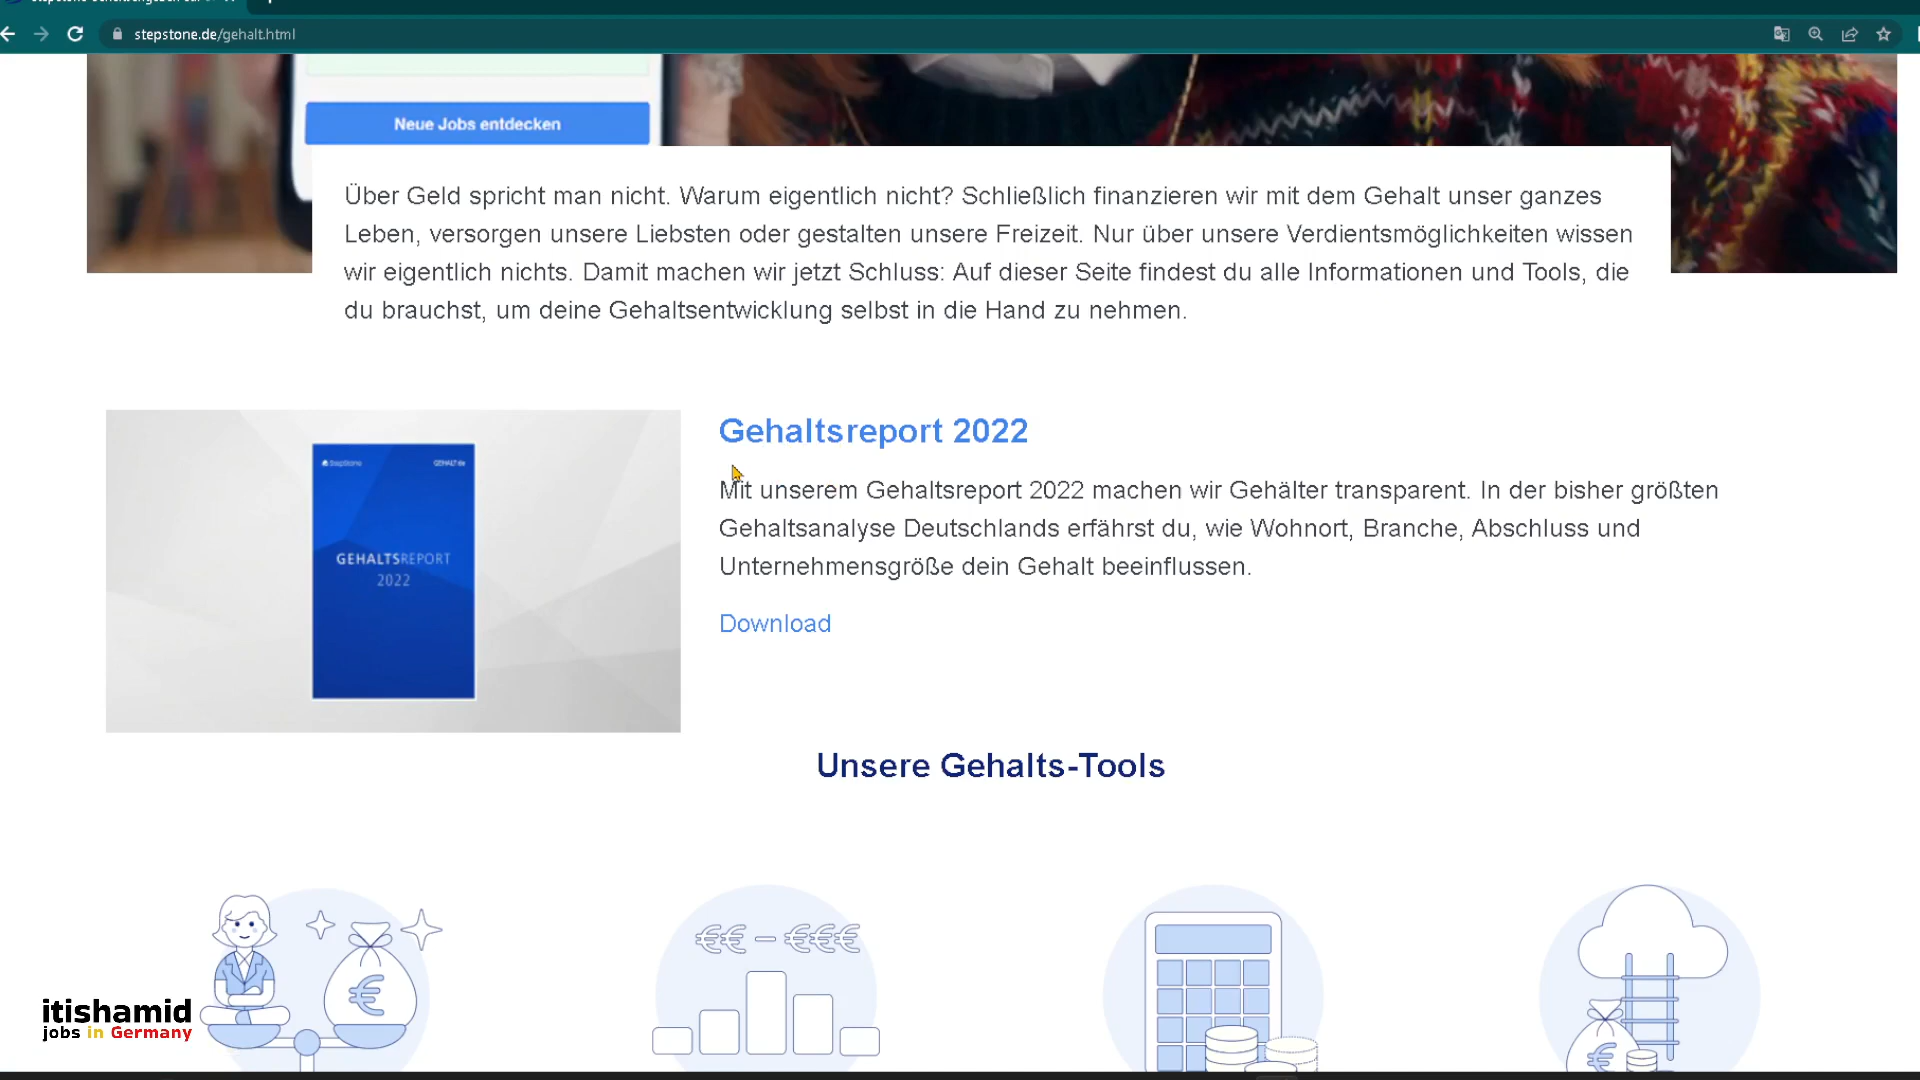 stepstone.de/gehalt.html
Neue Jobs entdecken
Über Geld spricht man nicht. Warum eigentlich nicht? Schließlich finanzieren wir mit dem Gehalt unser ganzes
Leben, versorgen unsere Liebsten oder gestalten unsere Freizeit. Nur über unsere Verdientsmöglichkeiten wissen
wir eigentlich nichts. Damit machen wir jetzt Schluss: Auf dieser Seite findest du alle Informationen und Tools, die
du brauchst, um deine Gehaltsentwicklung selbst in die Hand zu nehmen.
Gehaltsreport 2022
Mit unserem Gehaltsreport 2022 machen wir Gehälter transparent. In der bisher größten
Gehaltsanalyse Deutschlands erfährst du, wie Wohnort, Branche, Abschluss und
Unternehmensgröße dein Gehalt beeinflussen.
Download
StepStone GEHALT.de
GEHALTSREPORT
2022
Unsere Gehalts-Tools
€€ – €€€
€
€
itishamid
jobs in Germany